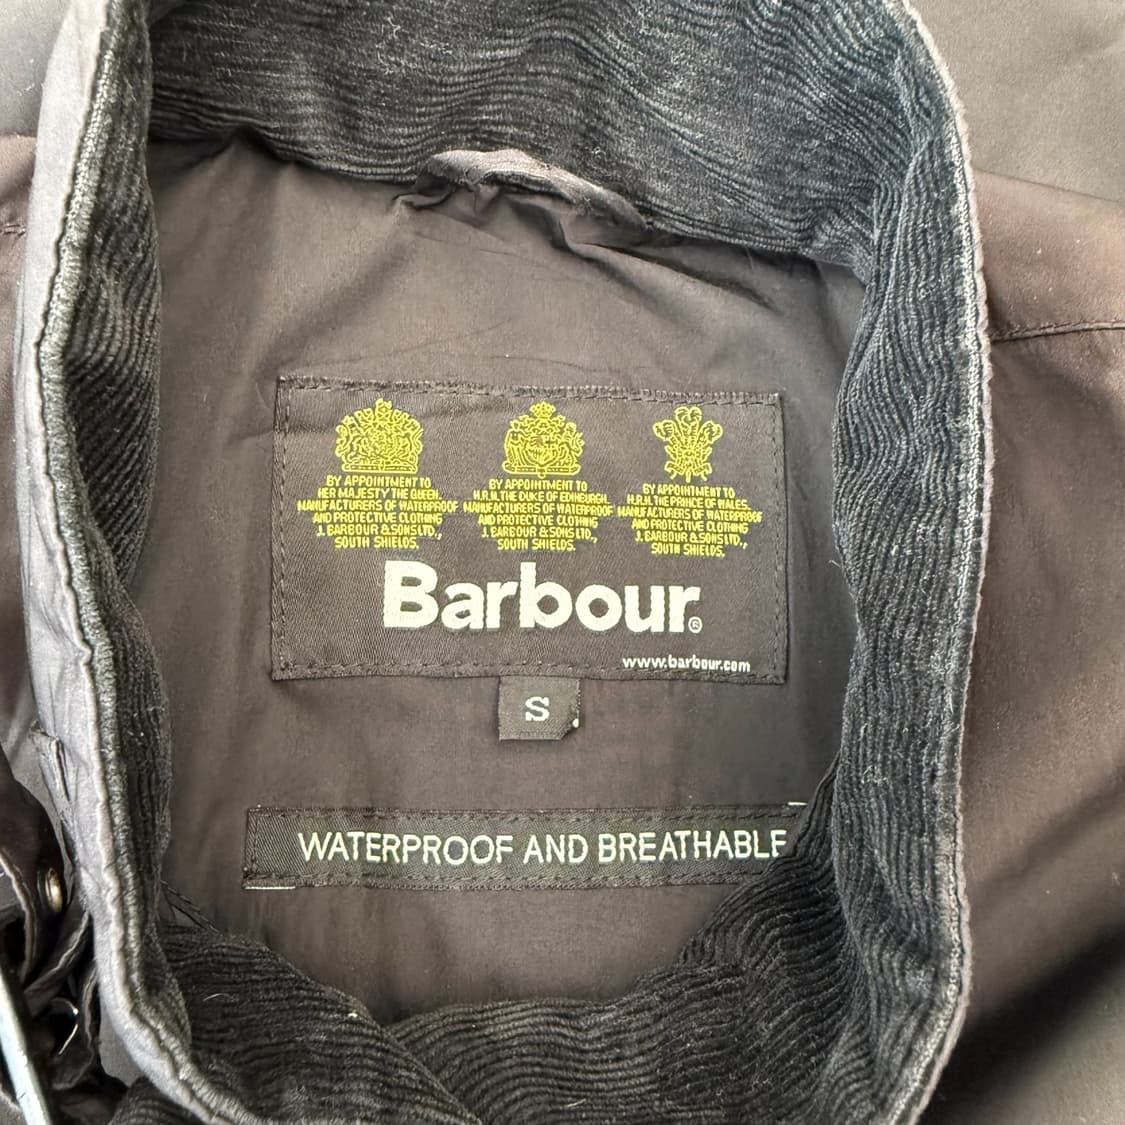 BY APPOINTMENT TO
HER MAJESTY THE QUEEN.
MANUFACTURERS OF WATERPROOF
AND PROTECTIVE CLOTHING
J. BARBOUR & SONS LTD.,
SOUTH SHIELDS.
BY APPOINTMENT TO
H.R.H. THE DUKE OF EDINBURGH.
MANUFACTURERS OF WATERPROOF
AND PROTECTIVE CLOTHING
J. BARBOUR & SONS LTD.,
SOUTH SHIELDS.
BY APPOINTMENT TO
H.R.H. THE PRINCE OF WALES.
MANUFACTURERS OF WATERPROOF
AND PROTECTIVE CLOTHING
J. BARBOUR & SONS LTD.,
SOUTH SHIELDS.
Barbour®
www.barbour.com
S
WATERPROOF AND BREATHABLE